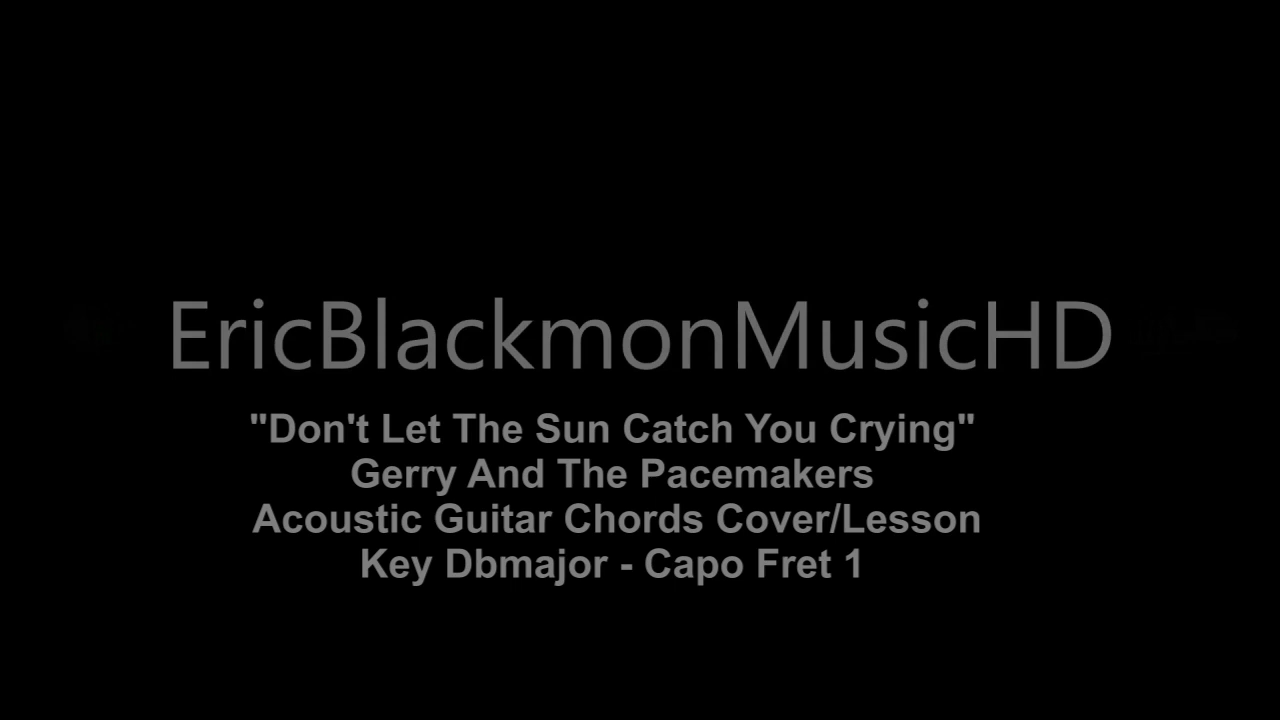 EricBlackmonMusicHD
"Don't Let The Sun Catch You Crying"
Gerry And The Pacemakers
Acoustic Guitar Chords Cover/Lesson
Key Dbmajor - Capo Fret 1